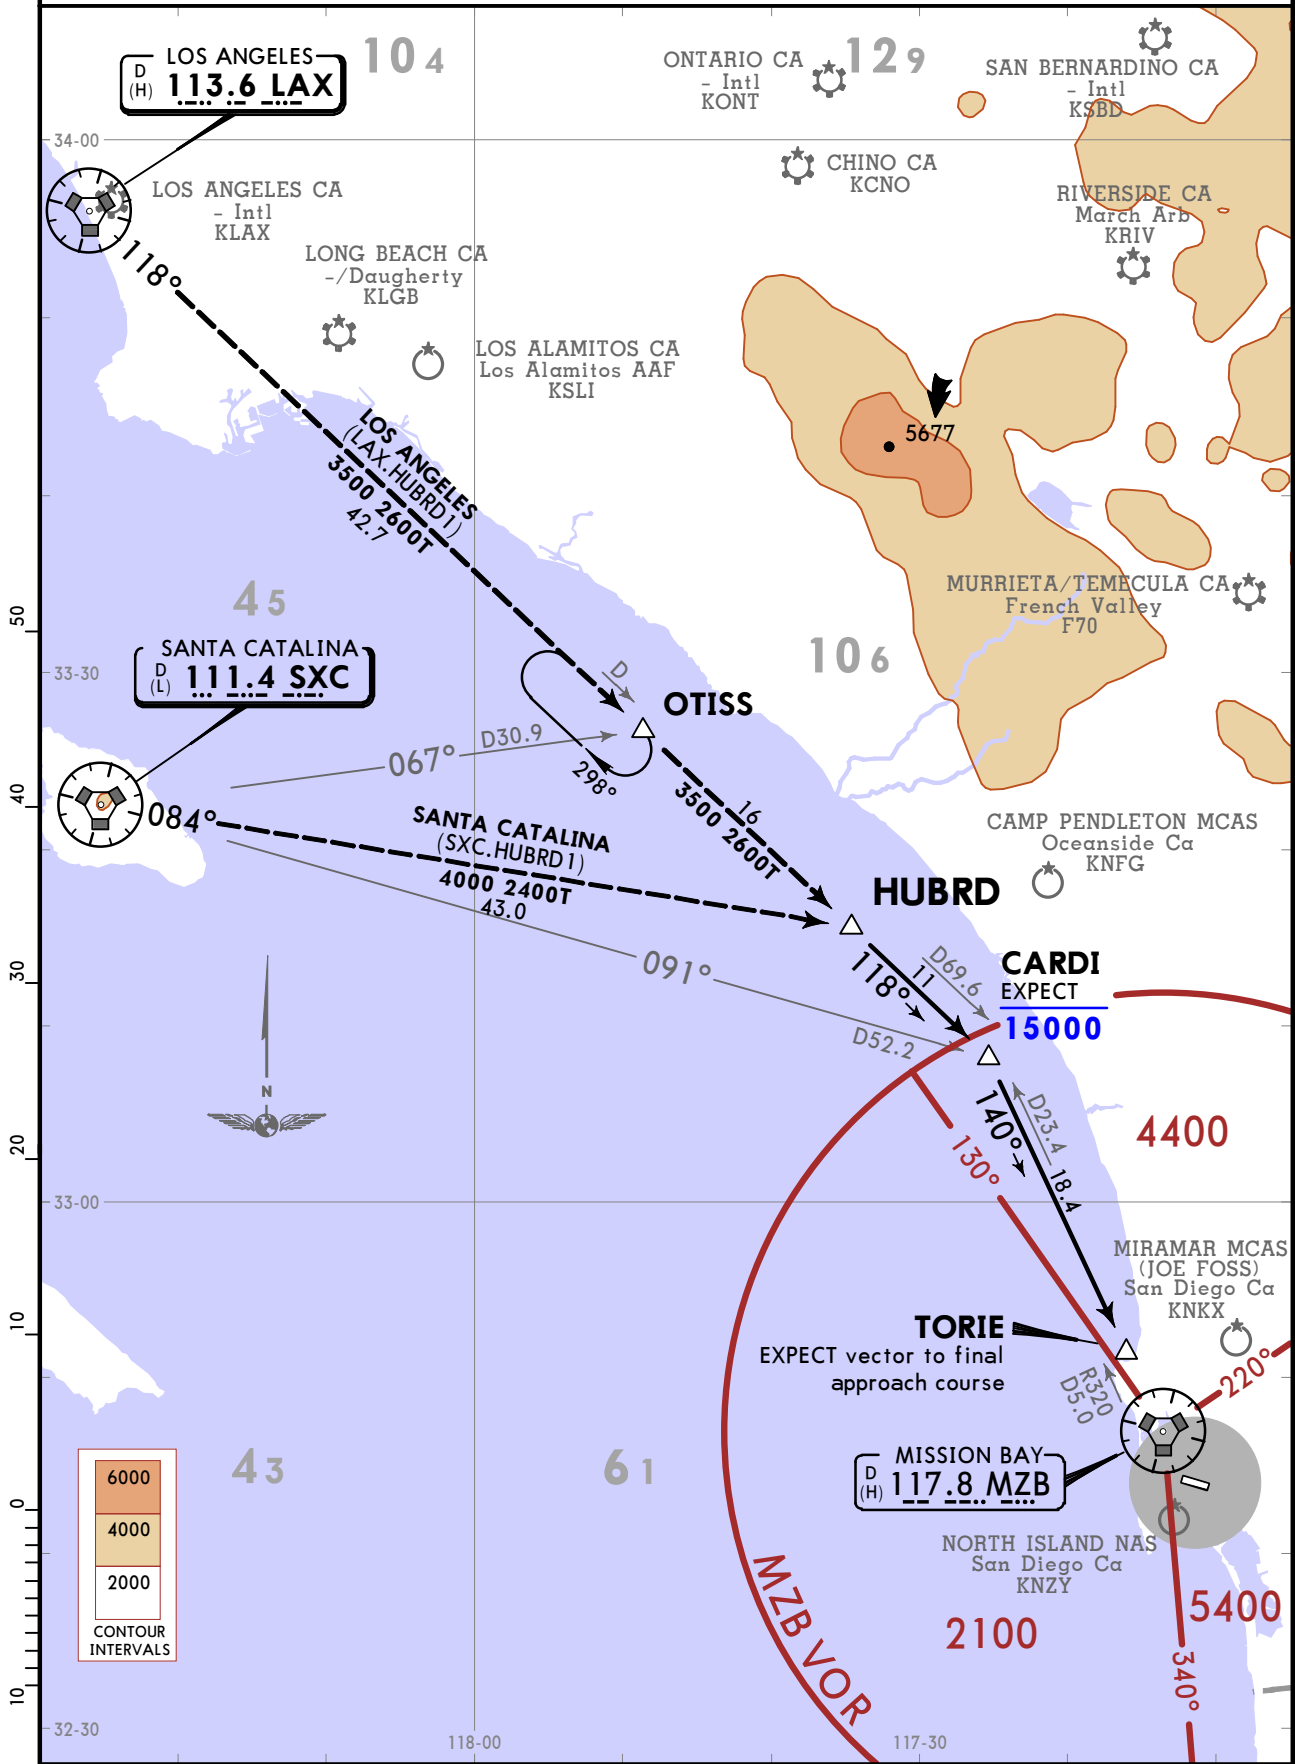 LOS ANGELES
D
(H)
113.6 LAX
104
ONTARIO CA
- Intl
KONT
129
SAN BERNARDINO CA
- Intl
KSBD
34-00
CHINO CA
KCNO
LOS ANGELES CA
- Intl
KLAX
RIVERSIDE CA
March Arb
KRIV
118°
LONG BEACH CA
-/Daugherty
KLGB
LOS ALAMITOS CA
Los Alamitos AAF
KSLI
5677
LOS ANGELES
(LAX.HUBRD1)
3500 2600T
42.7
45
MURRIETA/TEMECULA CA
French Valley
F70
50
SANTA CATALINA
D
(L)
111.4 SXC
33-30
106
D
OTISS
067°
D30.9
298°
40
084°
SANTA CATALINA
(SXC.HUBRD1)
4000 2400T
43.0
16
3500 2600T
CAMP PENDLETON MCAS
Oceanside Ca
KNFG
HUBRD
091°
30
118°
11
D69.6
D52.2
CARDI
EXPECT
15000
N
20
140°
D23.4
18.4
130°
4400
33-00
MIRAMAR MCAS
(JOE FOSS)
San Diego Ca
KNKX
10
TORIE
EXPECT vector to final
approach course
R320
D5.0
220°
43
61
MISSION BAY
D
(H)
117.8 MZB
6000
4000
2000
CONTOUR
INTERVALS
0
NORTH ISLAND NAS
San Diego Ca
KNZY
MZB VOR
2100
5400
340°
10
32-30
118-00
117-30